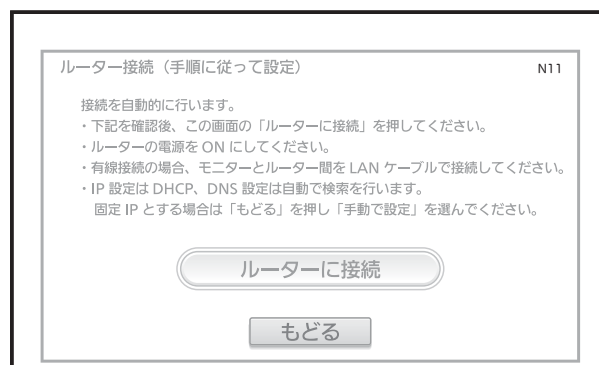 ルーター接続（手順に従って設定）
N11
接続を自動的に行います。
・下記を確認後、この画面の「ルーターに接続」を押してください。
・ルーターの電源を ON にしてください。
・有線接続の場合、モニターとルーター間を LAN ケーブルで接続してください。
・IP 設定は DHCP、DNS 設定は自動で検索を行います。
固定 IP とする場合は「もどる」を押し「手動で設定」を選んでください。
ルーターに接続
もどる